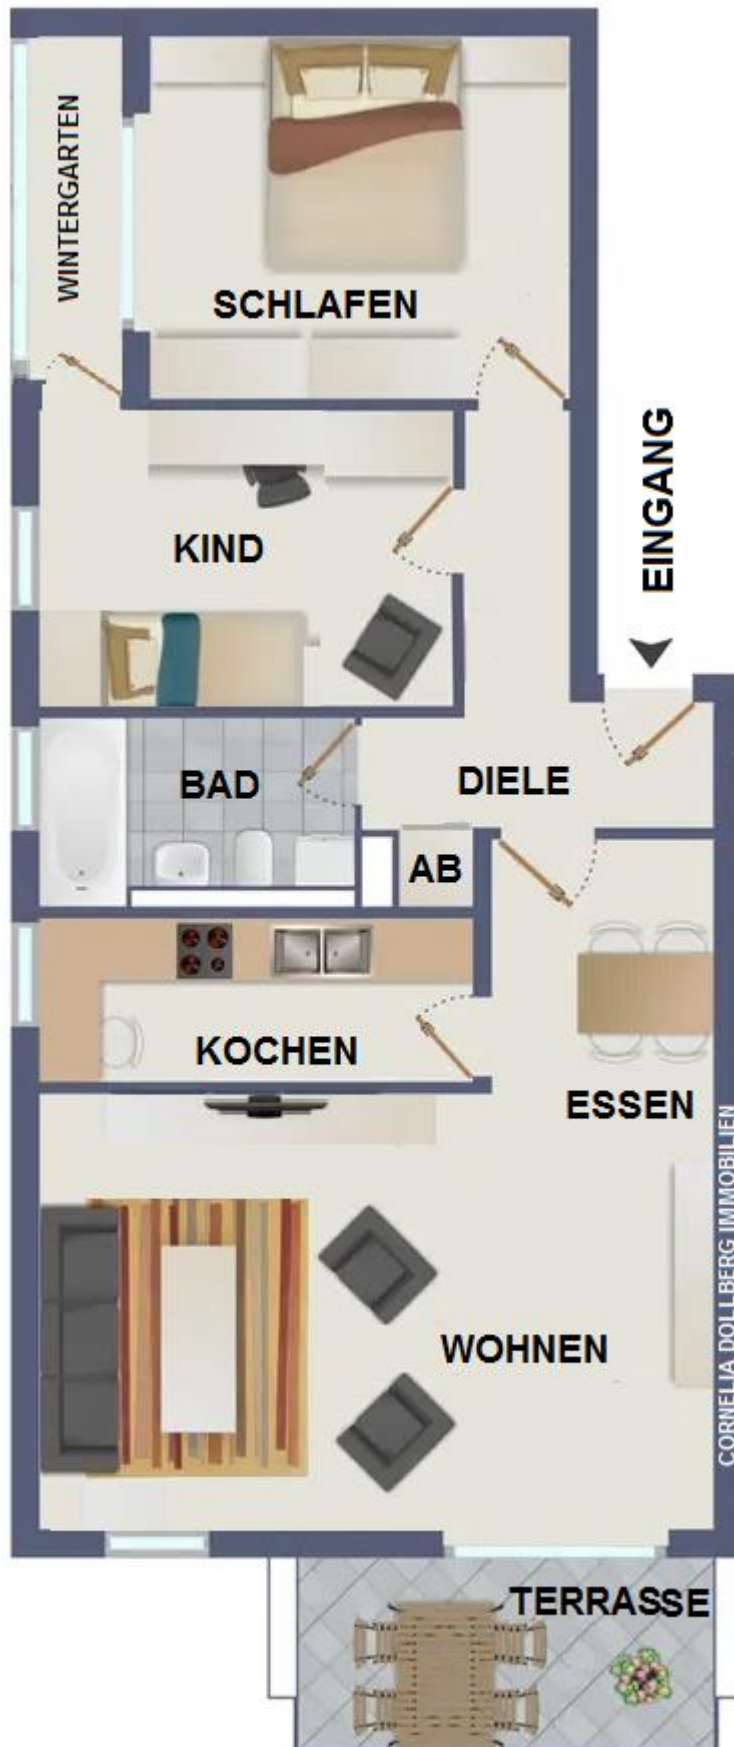 WINTERGARTEN
SCHLAFEN
EINGANG
KIND
BAD
DIELE
AB
KOCHEN
ESSEN
CORNELIA DOLLBERG IMMOBILIEN
WOHNEN
TERRASSE